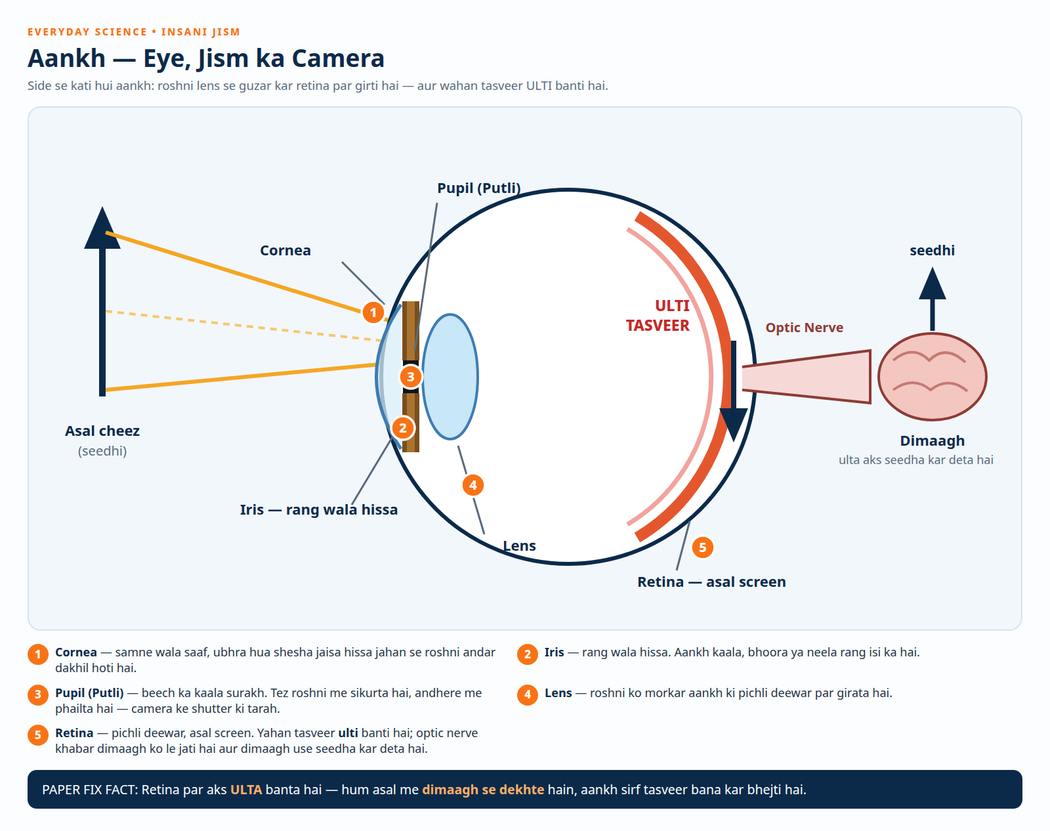 EVERYDAY SCIENCE • INSANI JISM
Aankh — Eye, Jism ka Camera
Side se kati hui aankh: roshni lens se guzar kar retina par girti hai — aur wahan tasveer ULTI banti hai.
Pupil (Putli)
Cornea
seedhi
1
ULTI
TASVEER
Optic Nerve
3
2
Asal cheez
(seedhi)
Dimaagh
ulta aks seedha kar deta hai
4
Iris — rang wala hissa
Lens
5
Retina — asal screen
1 Cornea — samne wala saaf, ubhra hua shesha jaisa hissa jahan se roshni andar
dakhil hoti hai.
2 Iris — rang wala hissa. Aankh kaala, bhoora ya neela rang isi ka hai.
3 Pupil (Putli) — beech ka kaala surakh. Tez roshni me sikurta hai, andhere me
phailta hai — camera ke shutter ki tarah.
4 Lens — roshni ko morkar aankh ki pichli deewar par girata hai.
5 Retina — pichli deewar, asal screen. Yahan tasveer ulti banti hai; optic nerve
khabar dimaagh ko le jati hai aur dimaagh use seedha kar deta hai.
PAPER FIX FACT: Retina par aks ULTA banta hai — hum asal me dimaagh se dekhte hain, aankh sirf tasveer bana kar bhejti hai.